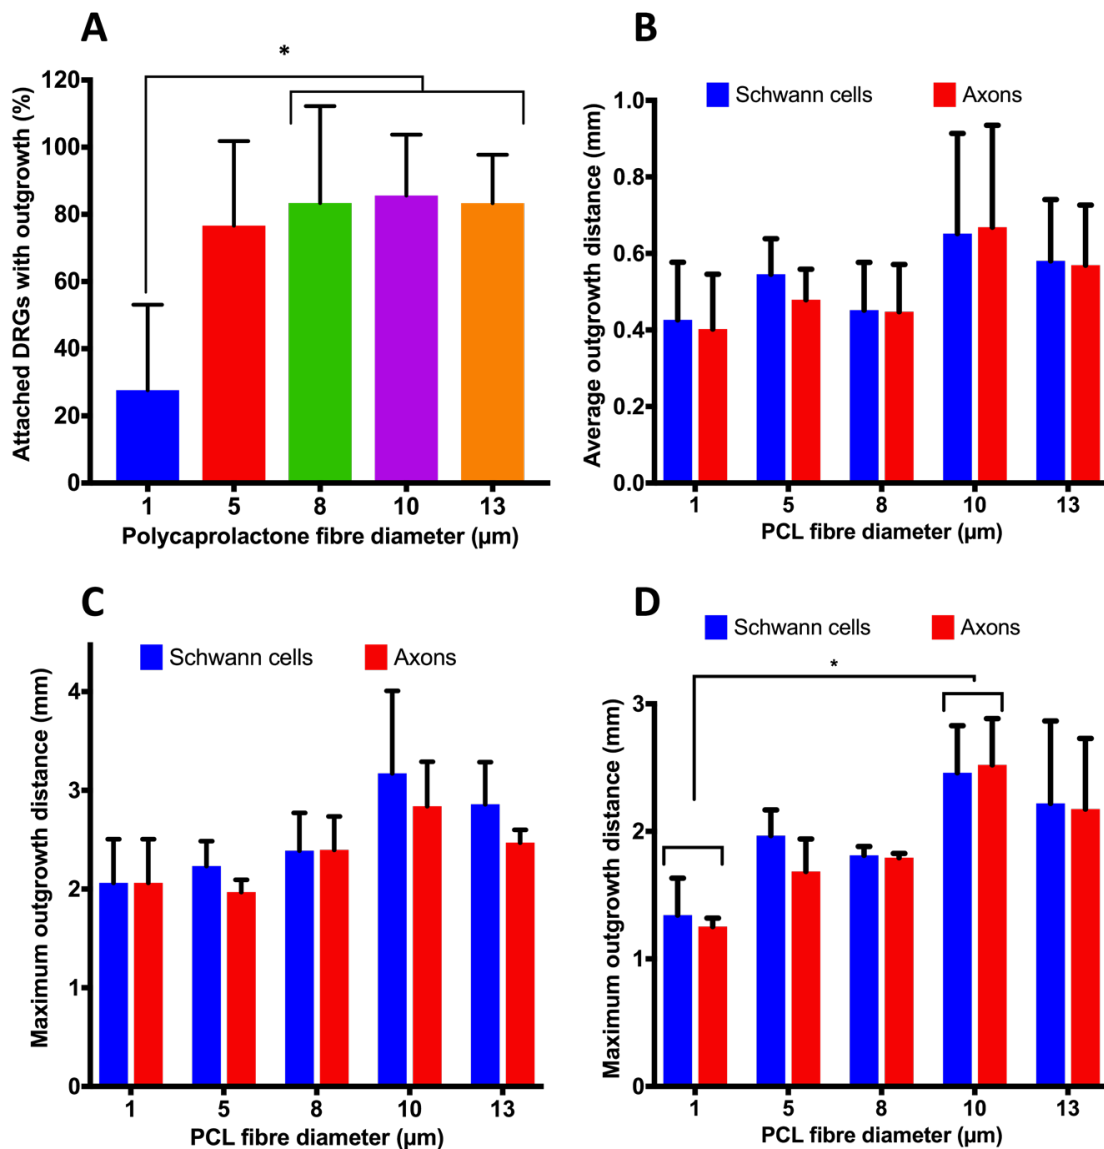 A
*
Attached DRGs with outgrowth (%)
120
100
80
60
40
20
0
1 5 8 10 13
Polycaprolactone fibre diameter (µm)
B
Schwann cells Axons
Average outgrowth distance (mm)
1.0
0.8
0.6
0.4
0.2
0.0
1 5 8 10 13
PCL fibre diameter (µm)
C
Schwann cells Axons
Maximum outgrowth distance (mm)
4
3
2
1
0
1 5 8 10 13
PCL fibre diameter (µm)
D
Schwann cells Axons
*
Maximum outgrowth distance (mm)
3
2
1
0
1 5 8 10 13
PCL fibre diameter (µm)